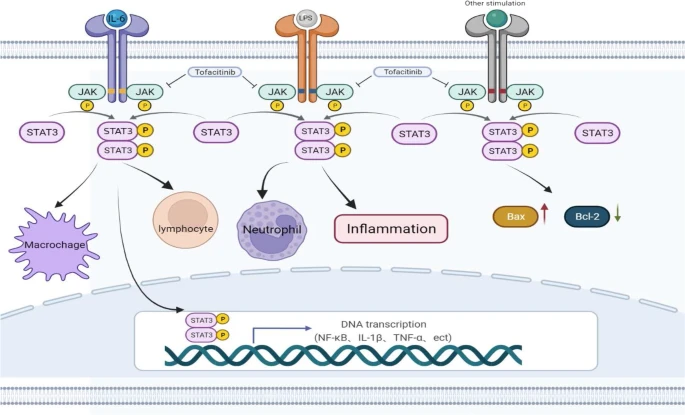 Other stimulation
IL-6
LPS
Tofacitinib
Tofacitinib
JAK
JAK
JAK
JAK
JAK
JAK
P
P
P
P
P
P
STAT3
STAT3 P
STAT3
STAT3 P
STAT3
STAT3 P
STAT3
STAT3 P
STAT3 P
STAT3 P
Macrochage
lymphocyte
Neutrophil
Inflammation
Bax
Bcl-2
STAT3 P
STAT3 P
DNA transcription
(NF-κB、IL-1β、TNF-α、ect)